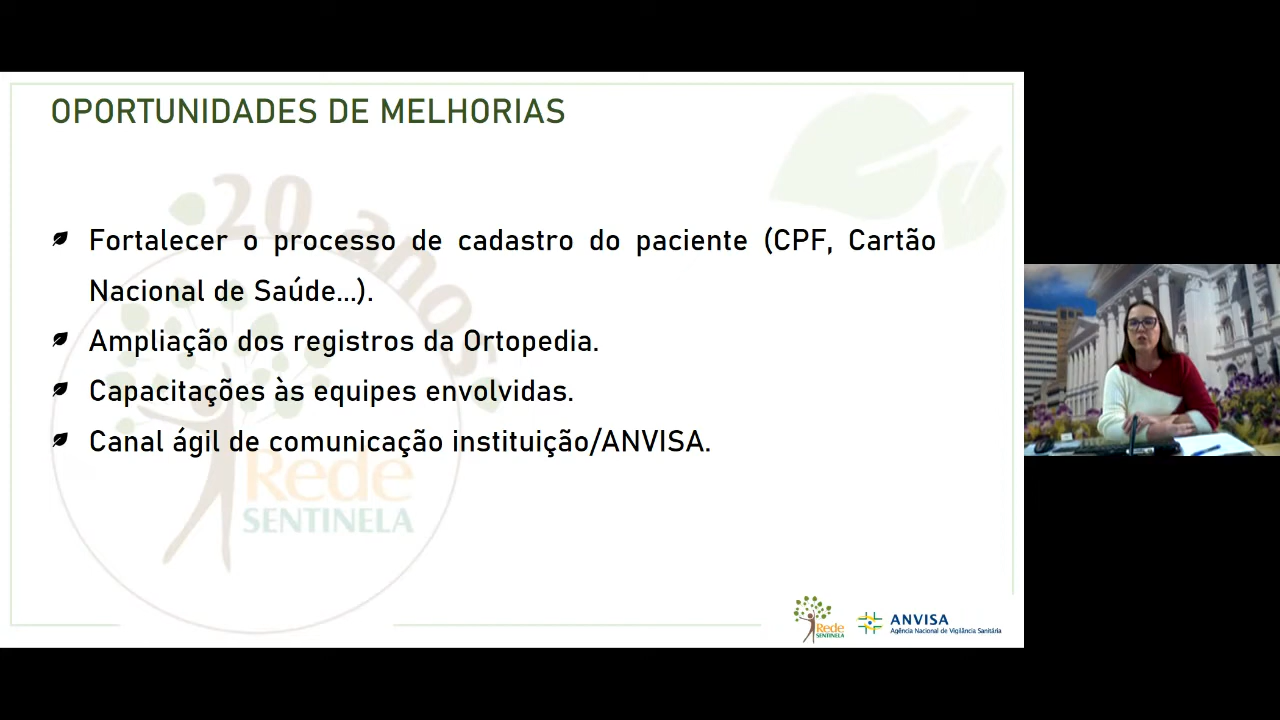 OPORTUNIDADES DE MELHORIAS
20 anos
Fortalecer o processo de cadastro do paciente (CPF, Cartão
Nacional de Saúde...).
Ampliação dos registros da Ortopedia.
Capacitações às equipes envolvidas.
Canal ágil de comunicação instituição/ANVISA.
Rede
SENTINELA
Rede
SENTINELA
ANVISA
Agência Nacional de Vigilância Sanitária